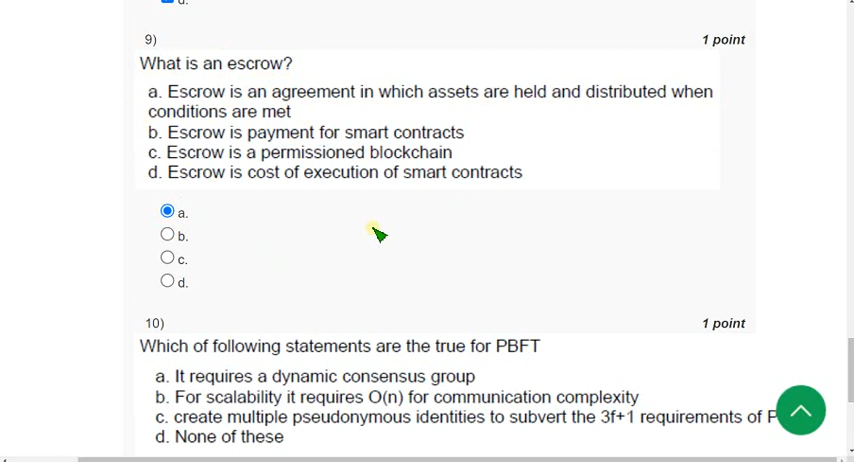 d.
9)
1 point
What is an escrow?
a. Escrow is an agreement in which assets are held and distributed when
conditions are met
b. Escrow is payment for smart contracts
c. Escrow is a permissioned blockchain
d. Escrow is cost of execution of smart contracts
a.
b.
c.
d.
10)
1 point
Which of following statements are the true for PBFT
a. It requires a dynamic consensus group
b. For scalability it requires O(n) for communication complexity
c. create multiple pseudonymous identities to subvert the 3f+1 requirements of
d. None of these